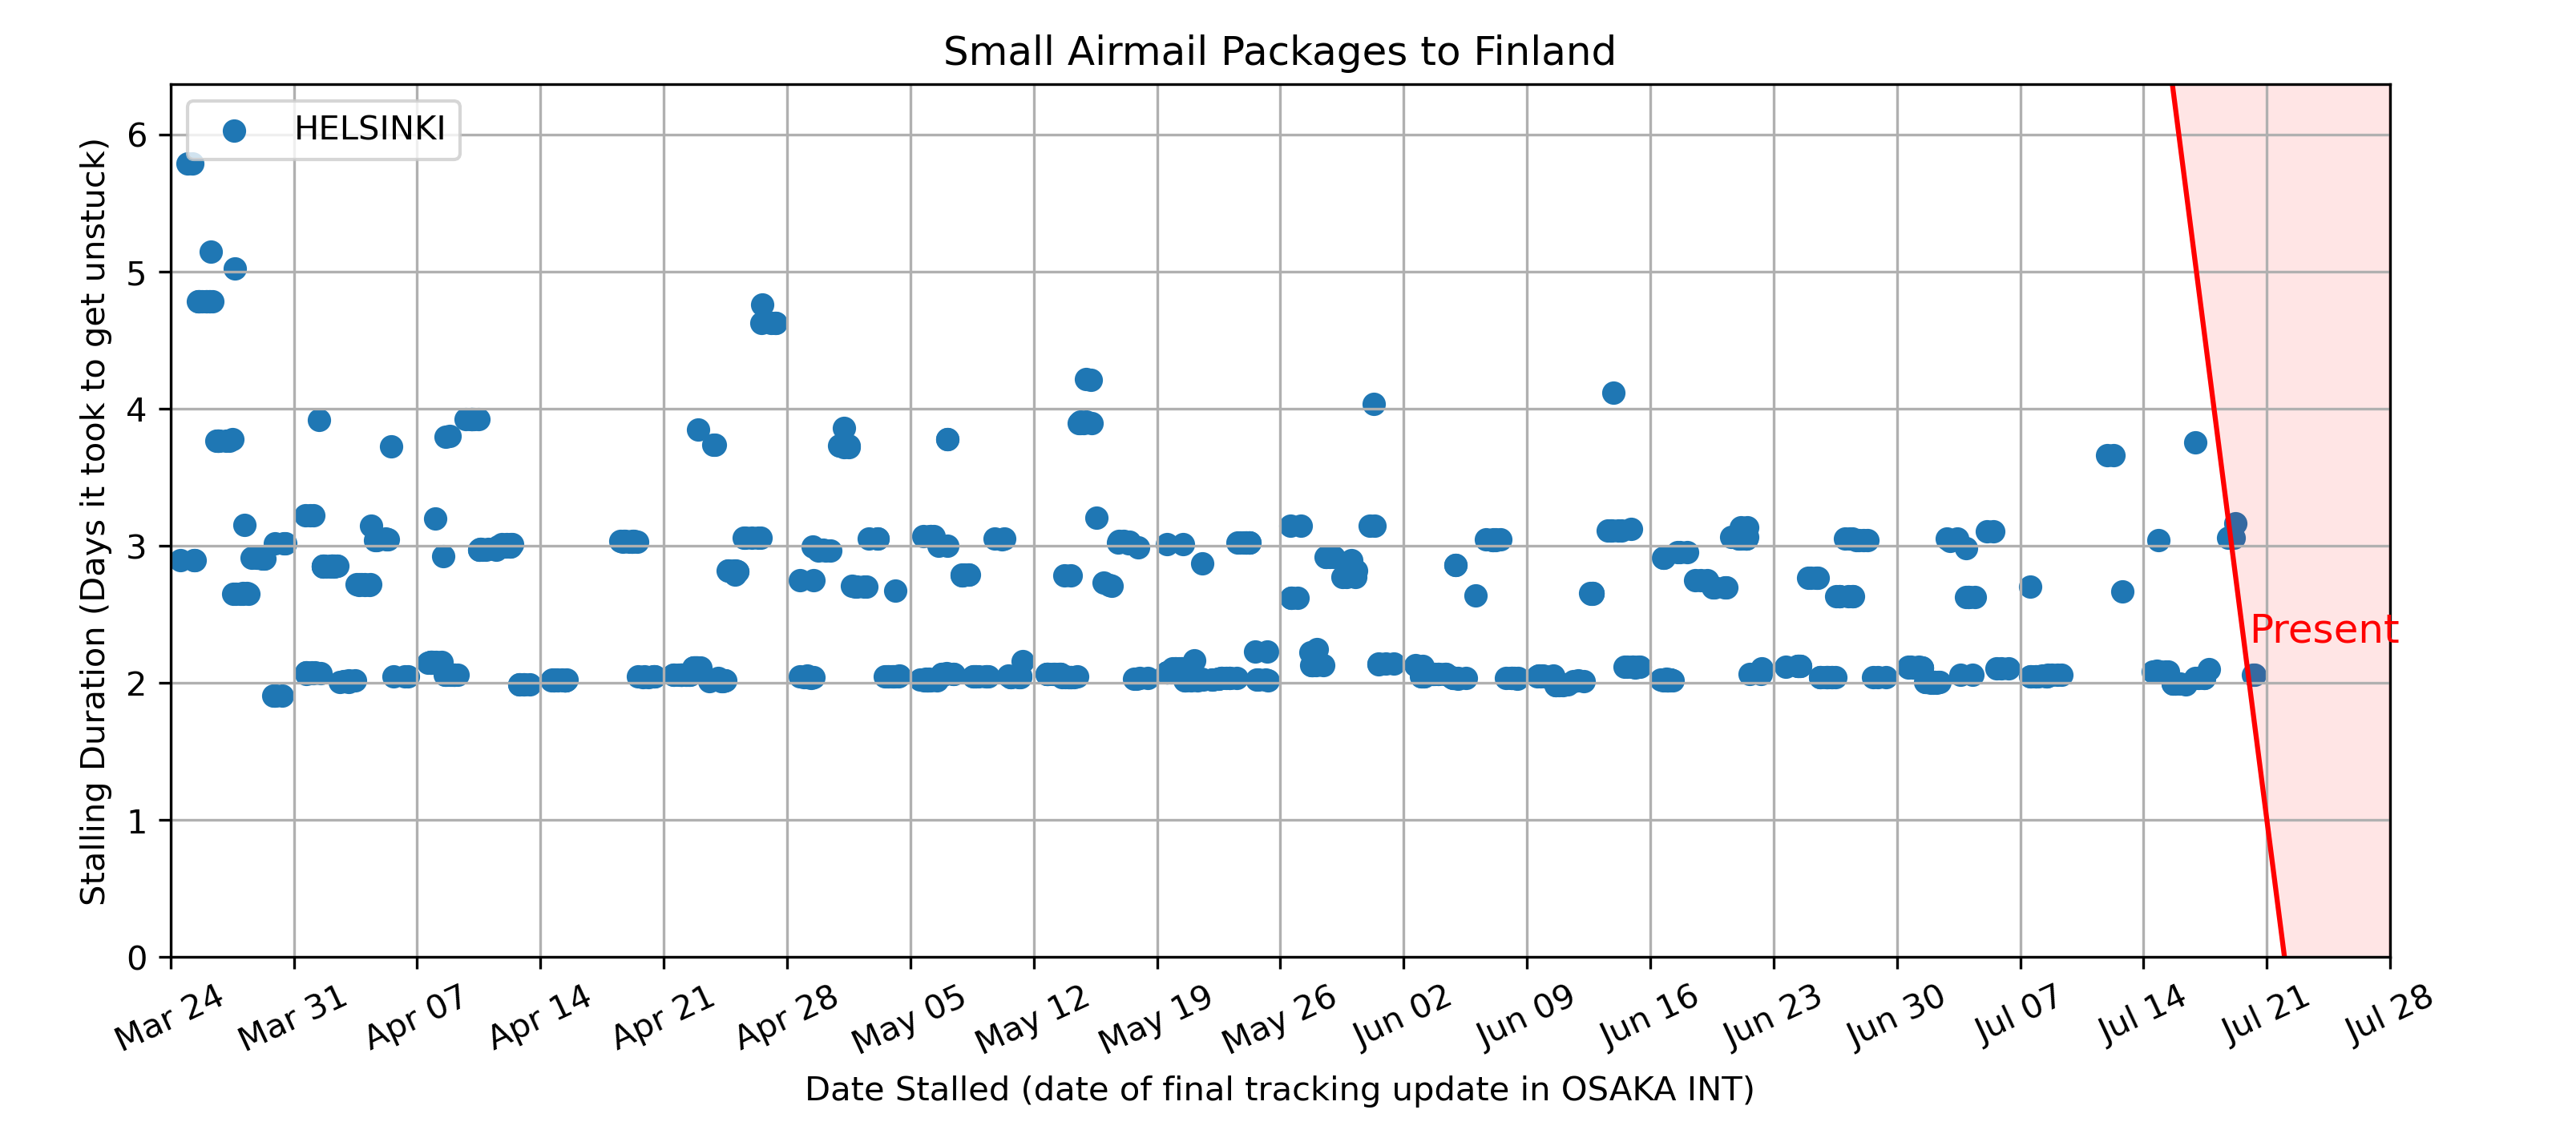 Small Airmail Packages to Finland
HELSINKI
Stalling Duration (Days it took to get unstuck)
6
5
4
3
2
1
0
Present
Mar 24
Mar 31
Apr 07
Apr 14
Apr 21
Apr 28
May 05
May 12
May 19
May 26
Jun 02
Jun 09
Jun 16
Jun 23
Jun 30
Jul 07
Jul 14
Jul 21
Jul 28
Date Stalled (date of final tracking update in OSAKA INT)